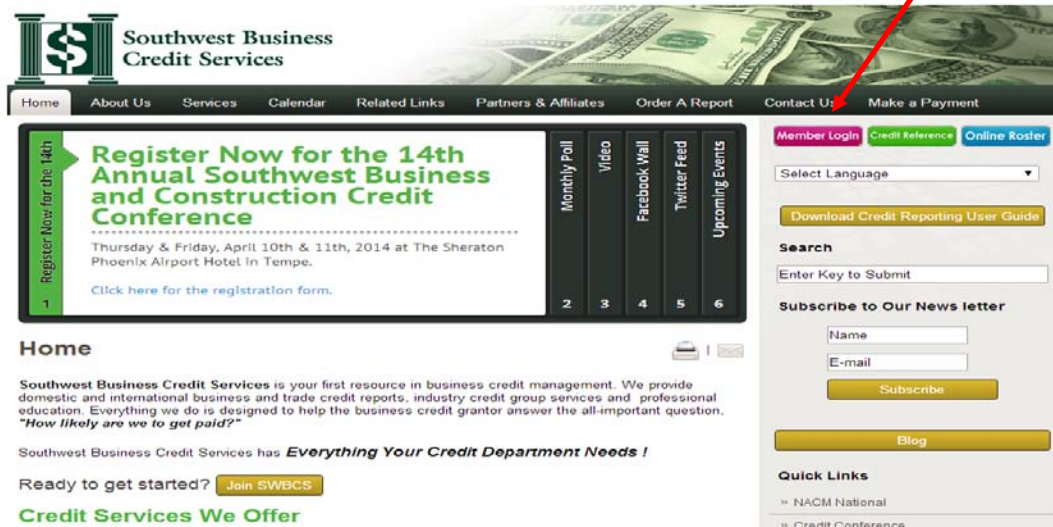 Southwest Business
Credit Services
Home About Us Services Calendar Related Links Partners & Affiliates Order A Report Contact Us Make a Payment
Register Now for the 14th
1
Register Now for the 14th
Annual Southwest Business
and Construction Credit
Conference
Thursday & Friday, April 10th & 11th, 2014 at The Sheraton
Phoenix Airport Hotel in Tempe.
Click here for the registration form.
Monthly Poll
2
Video
3
Facebook Wall
4
Twitter Feed
5
Upcoming Events
6
Member Login Credit Reference Online Roster
Select Language
Download Credit Reporting User Guide
Search
Enter Key to Submit
Subscribe to Our News letter
Name
E-mail
Subscribe
Blog
Quick Links
» NACM National
» Credit Conference
Home
Southwest Business Credit Services is your first resource in business credit management. We provide
domestic and international business and trade credit reports, industry credit group services and professional
education. Everything we do is designed to help the business credit grantor answer the all-important question,
"How likely are we to get paid?"
Southwest Business Credit Services has Everything Your Credit Department Needs !
Ready to get started? Join SWBCS
Credit Services We Offer